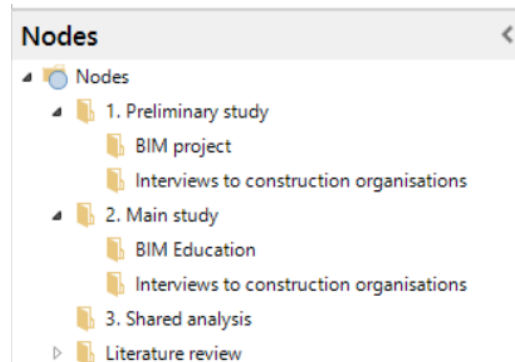 Nodes
Nodes
1. Preliminary study
BIM project
Interviews to construction organisations
2. Main study
BIM Education
Interviews to construction organisations
3. Shared analysis
Literature review